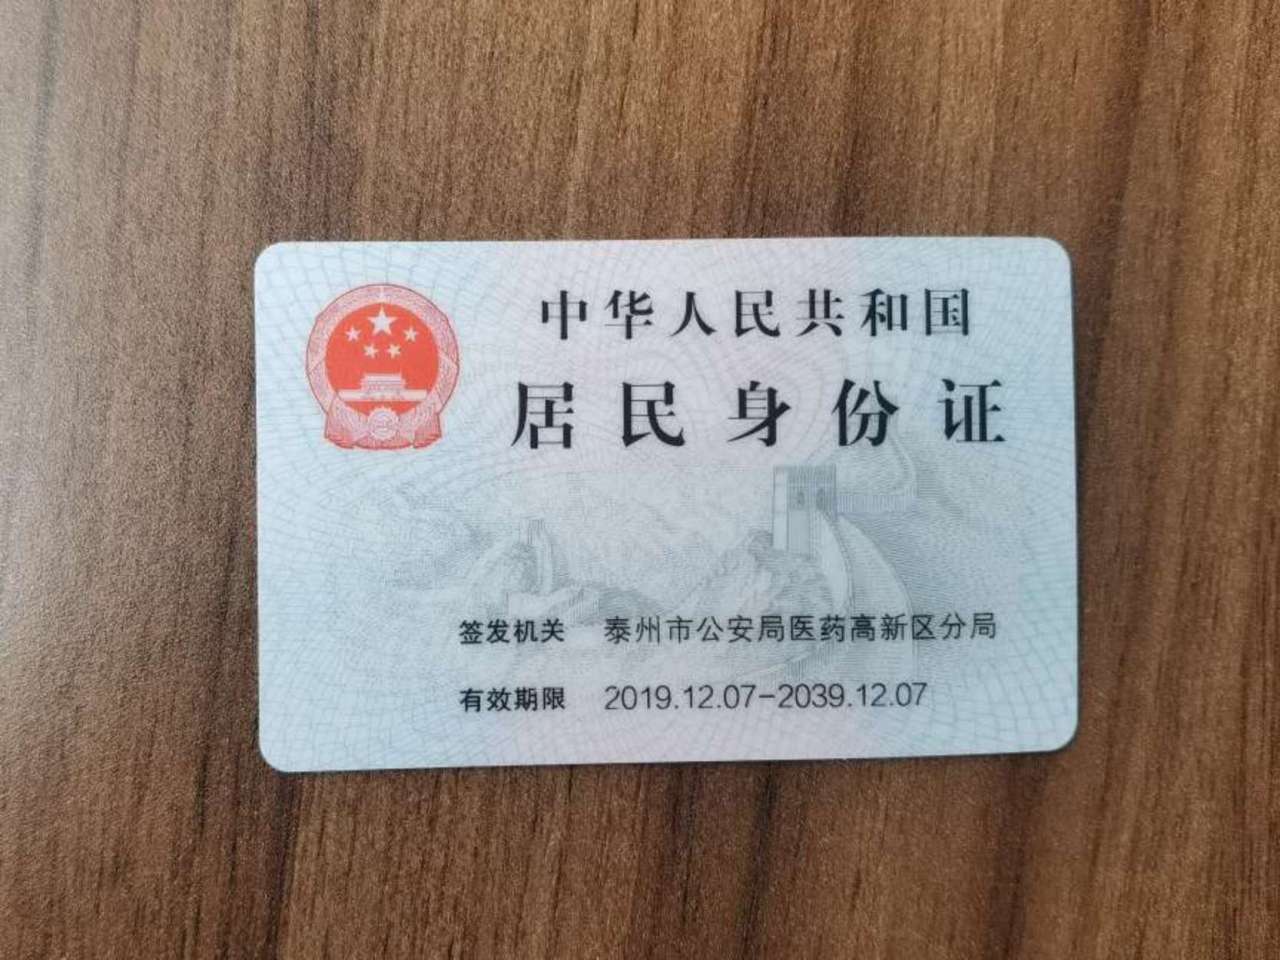 中华人民共和国
居民身份证
签发机关 泰州市公安局医药高新区分局
有效期限 2019.12.07-2039.12.07